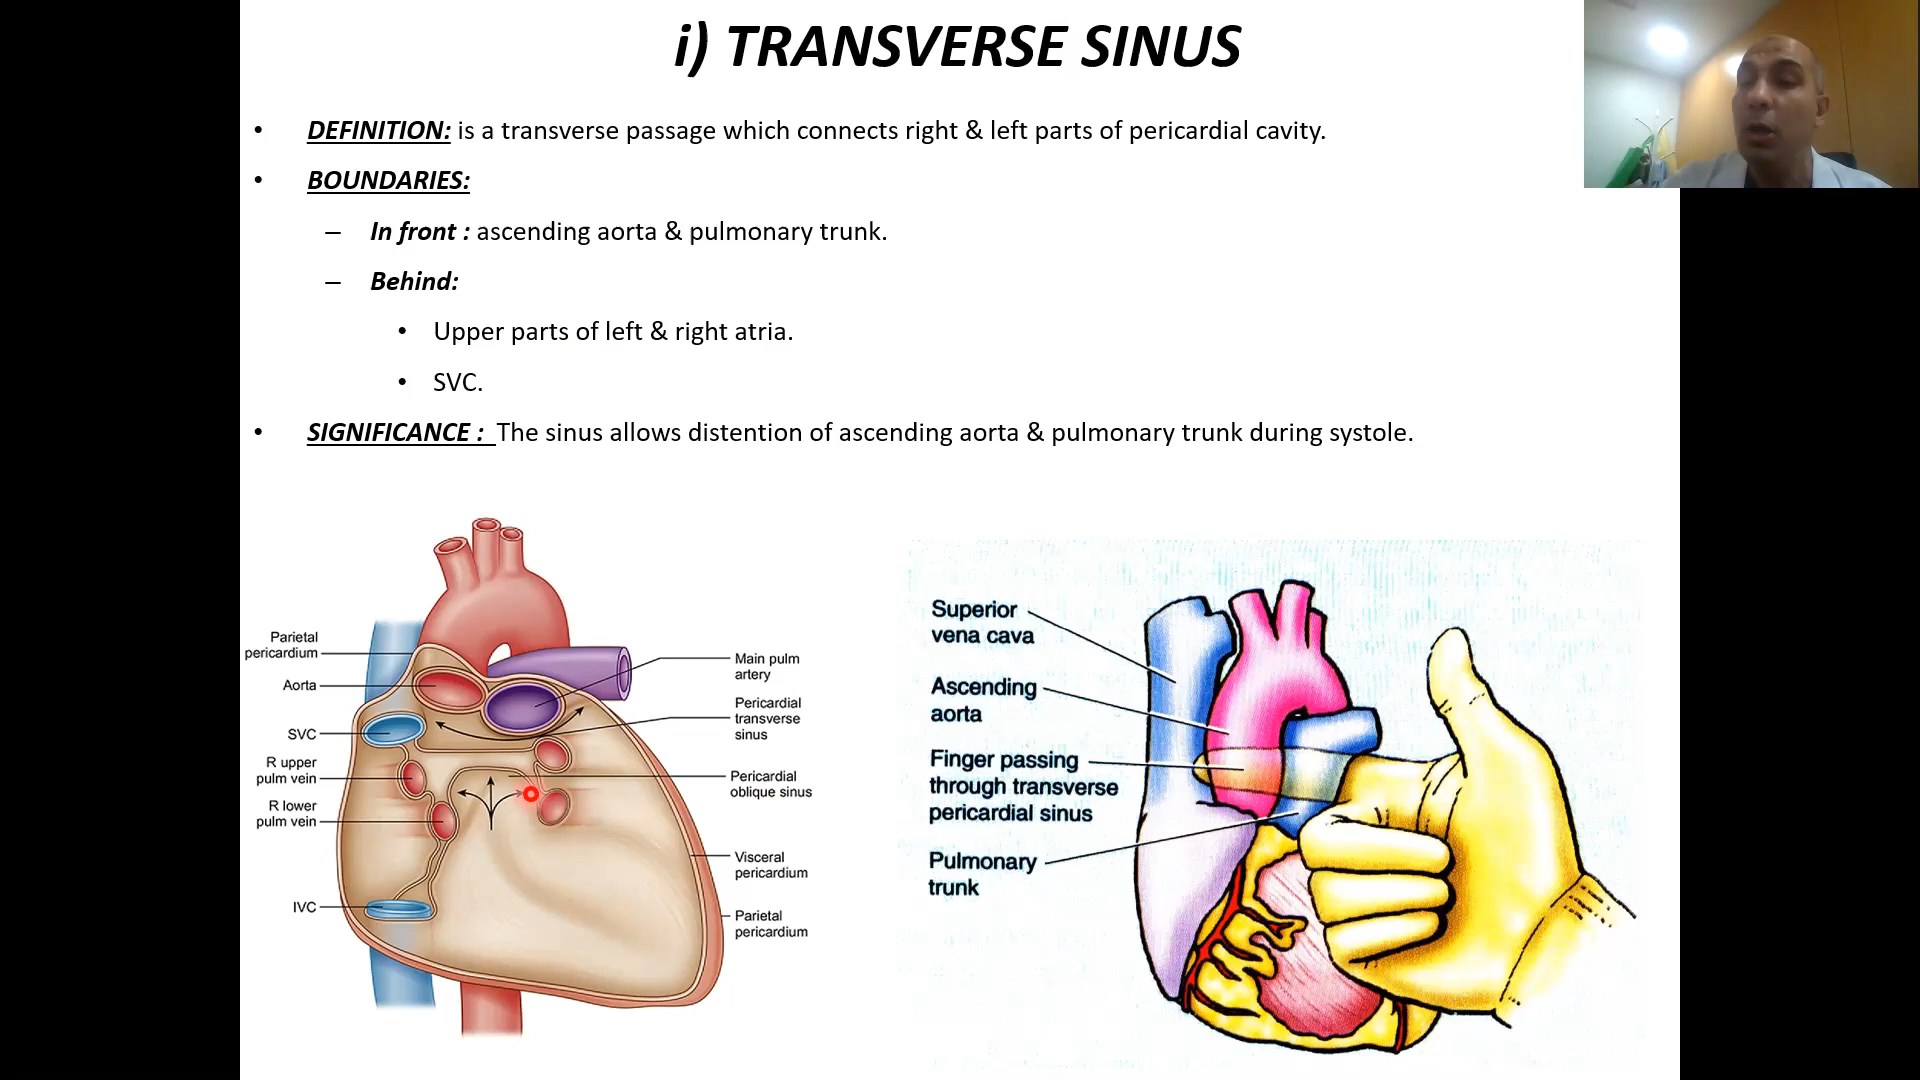 i) TRANSVERSE SINUS
• DEFINITION: is a transverse passage which connects right & left parts of pericardial cavity.
• BOUNDARIES:
– In front : ascending aorta & pulmonary trunk.
– Behind:
• Upper parts of left & right atria.
• SVC.
• SIGNIFICANCE : The sinus allows distention of ascending aorta & pulmonary trunk during systole.
Parietal
pericardium
Aorta
SVC
R upper
pulm vein
R lower
pulm vein
IVC
Main pulm
artery
Pericardial
transverse
sinus
Pericardial
oblique sinus
Visceral
pericardium
Parietal
pericardium
Superior
vena cava
Ascending
aorta
Finger passing
through transverse
pericardial sinus
Pulmonary
trunk